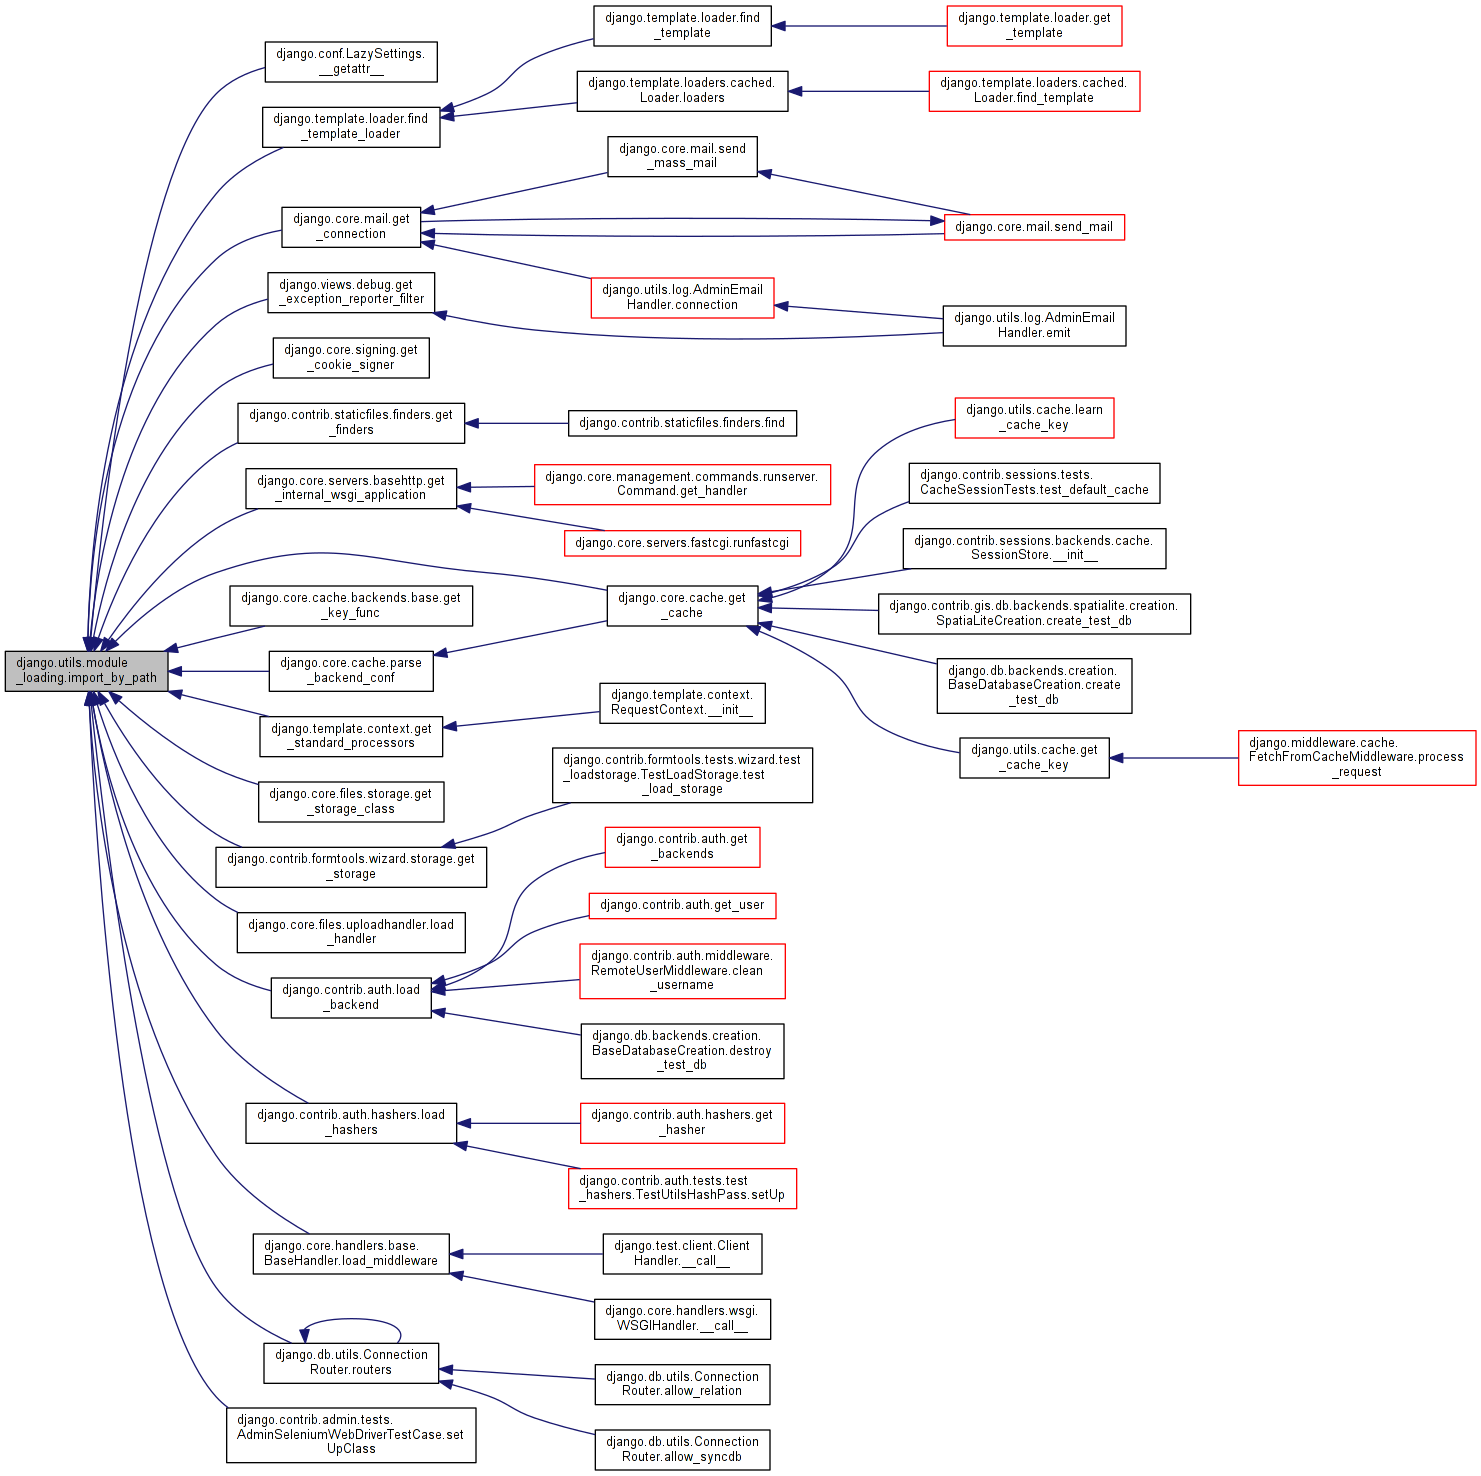 django.template.loader.find
_template
django.template.loader.get
_template
django.conf.LazySettings.
__getattr__
django.template.loaders.cached.
Loader.loaders
django.template.loaders.cached.
Loader.find_template
django.template.loader.find
_template_loader
django.core.mail.send
_mass_mail
django.core.mail.get
_connection
django.core.mail.send_mail
django.views.debug.get
_exception_reporter_filter
django.utils.log.AdminEmail
Handler.connection
django.utils.log.AdminEmail
Handler.emit
django.core.signing.get
_cookie_signer
django.contrib.staticfiles.finders.get
_finders
django.contrib.staticfiles.finders.find
django.utils.cache.learn
_cache_key
django.core.servers.basehttp.get
_internal_wsgi_application
django.core.management.commands.runserver.
Command.get_handler
django.contrib.sessions.tests.
CacheSessionTests.test_default_cache
django.core.servers.fastcgi.runfastcgi
django.contrib.sessions.backends.cache.
SessionStore.__init__
django.core.cache.backends.base.get
_key_func
django.core.cache.get
_cache
django.contrib.gis.db.backends.spatialite.creation.
SpatiaLiteCreation.create_test_db
django.utils.module
_loading.import_by_path
django.core.cache.parse
_backend_conf
django.db.backends.creation.
BaseDatabaseCreation.create
_test_db
django.template.context.get
_standard_processors
django.template.context.
RequestContext.__init__
django.utils.cache.get
_cache_key
django.middleware.cache.
FetchFromCacheMiddleware.process
_request
django.core.files.storage.get
_storage_class
django.contrib.formtools.tests.wizard.test
_loadstorage.TestLoadStorage.test
_load_storage
django.contrib.formtools.wizard.storage.get
_storage
django.contrib.auth.get
_backends
django.core.files.uploadhandler.load
_handler
django.contrib.auth.get_user
django.contrib.auth.load
_backend
django.contrib.auth.middleware.
RemoteUserMiddleware.clean
_username
django.db.backends.creation.
BaseDatabaseCreation.destroy
_test_db
django.contrib.auth.hashers.load
_hashers
django.contrib.auth.hashers.get
_hasher
django.contrib.auth.tests.test
_hashers.TestUtilsHashPass.setUp
django.core.handlers.base.
BaseHandler.load_middleware
django.test.client.Client
Handler.__call__
django.core.handlers.wsgi.
WSGIHandler.__call__
django.db.utils.Connection
Router.routers
django.db.utils.Connection
Router.allow_relation
django.contrib.admin.tests.
AdminSeleniumWebDriverTestCase.set
UpClass
django.db.utils.Connection
Router.allow_syncdb